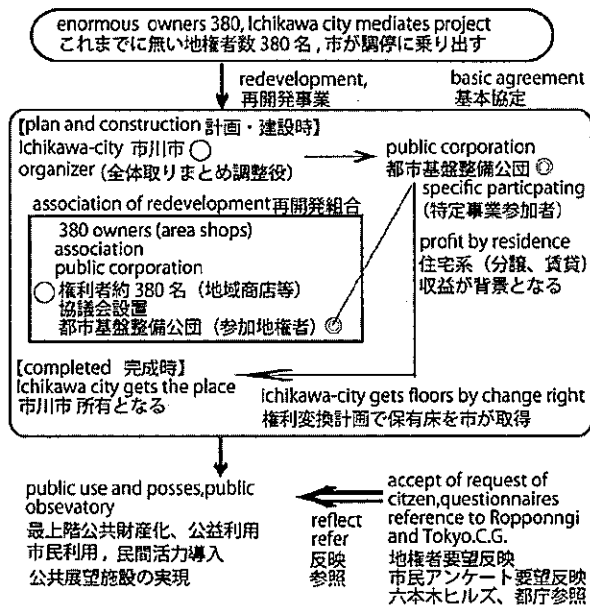 enormous owners 380, Ichikawa city mediates project
これまでに無い地権者数380名,市が調停に乗り出す
redevelopment,
再開発事業
basic agreement
基本協定
[plan and construction 計画・建設時]
Ichikawa-city 市川市 ○
organizer (全体取りまとめ調整役)
public corporation
都市基盤整備公団 ◎
specific particpating
(特定事業参加者)
profit by residence
住宅系(分譲、賃貸)
収益が背景となる
association of redevelopment 再開発組合
380 owners (area shops)
association
public corporation
○ 権利者約380名(地域商店等)
協議会設置
都市基盤整備公団(参加地権者)◎
[completed 完成時]
Ichikawa city gets the place
市川市 所有となる
Ichikawa-city gets floors by change right
権利変換計画で保有床を市が取得
public use and posses,public
obsevatory
最上階公共財産化、公益利用
市民利用,民間活力導入
公共展望施設の実現
reflect
refer
反映
参照
accept of request of
citzen,questionnaires
reference to Ropponngi
and Tokyo.C.G.
地権者要望反映
市民アンケート要望反映
六本木ヒルズ、都庁参照